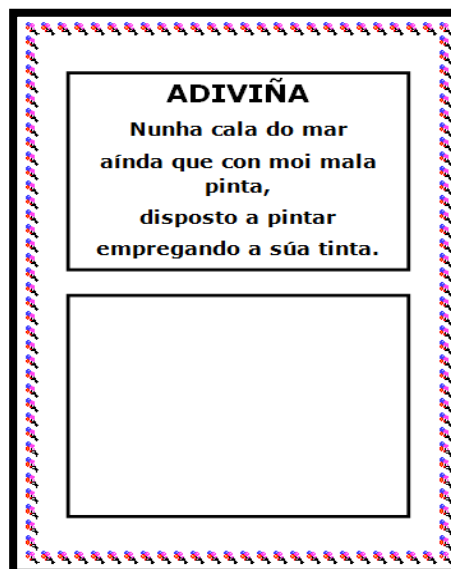 ADIVIÑA
Nunha cala do mar
aínda que con moi mala
pinta,
disposto a pintar
empregando a súa tinta.